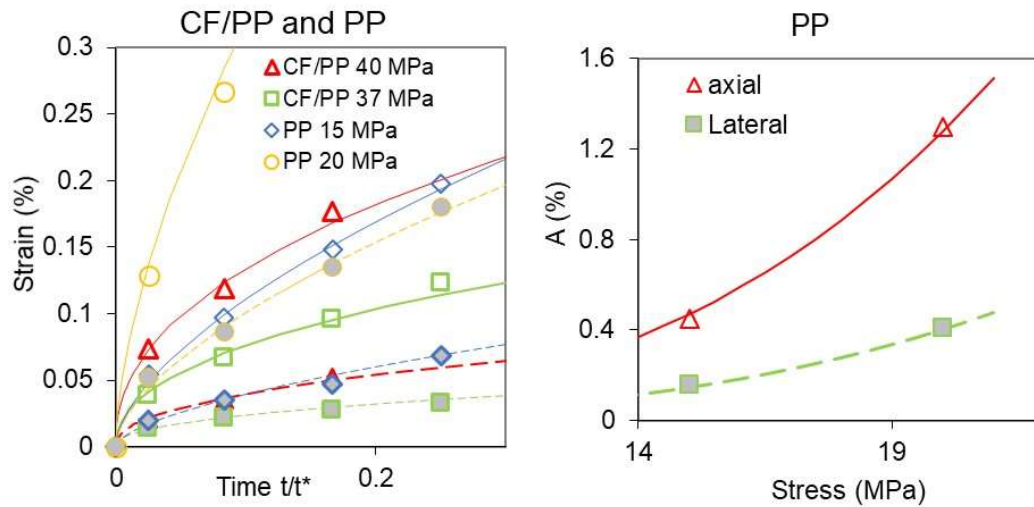 CF/PP and PP
0.3
0.25
0.2
0.15
0.1
0.05
0
Strain (%)
CF/PP 40 MPa
CF/PP 37 MPa
PP 15 MPa
PP 20 MPa
0
0.2
Time t/t*
PP
1.6
1.2
0.8
0.4
0
A (%)
axial
Lateral
14
19
Stress (MPa)